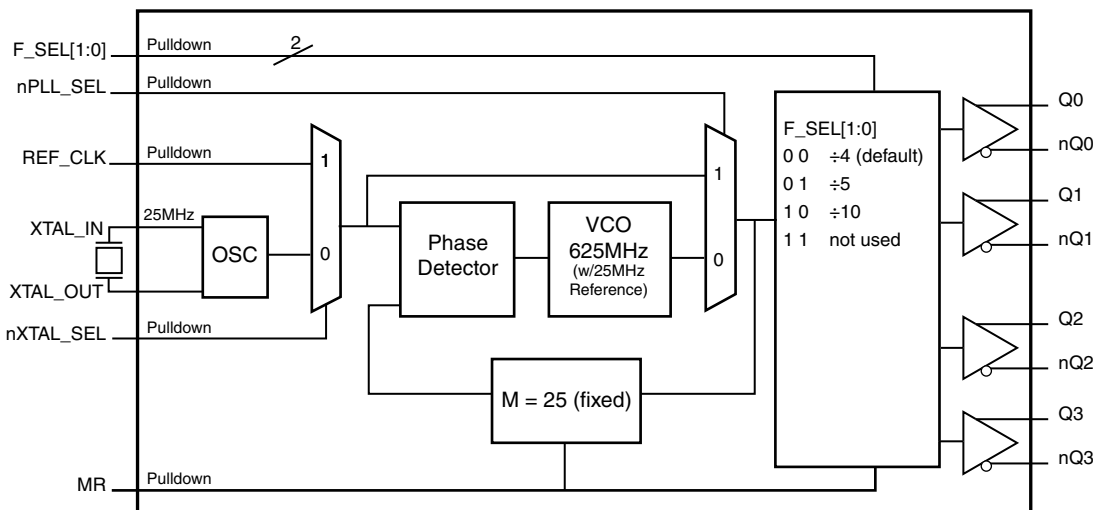 F_SEL[1:0]
Pulldown
2
nPLL_SEL
Pulldown
REF_CLK
Pulldown
1
0
XTAL_IN
25MHz
XTAL_OUT
OSC
nXTAL_SEL
Pulldown
Phase
Detector
VCO
625MHz
(w/25MHz
Reference)
1
0
M = 25 (fixed)
MR
Pulldown
F_SEL[1:0]
0 0 ÷4 (default)
0 1 ÷5
1 0 ÷10
1 1 not used
Q0
nQ0
Q1
nQ1
Q2
nQ2
Q3
nQ3